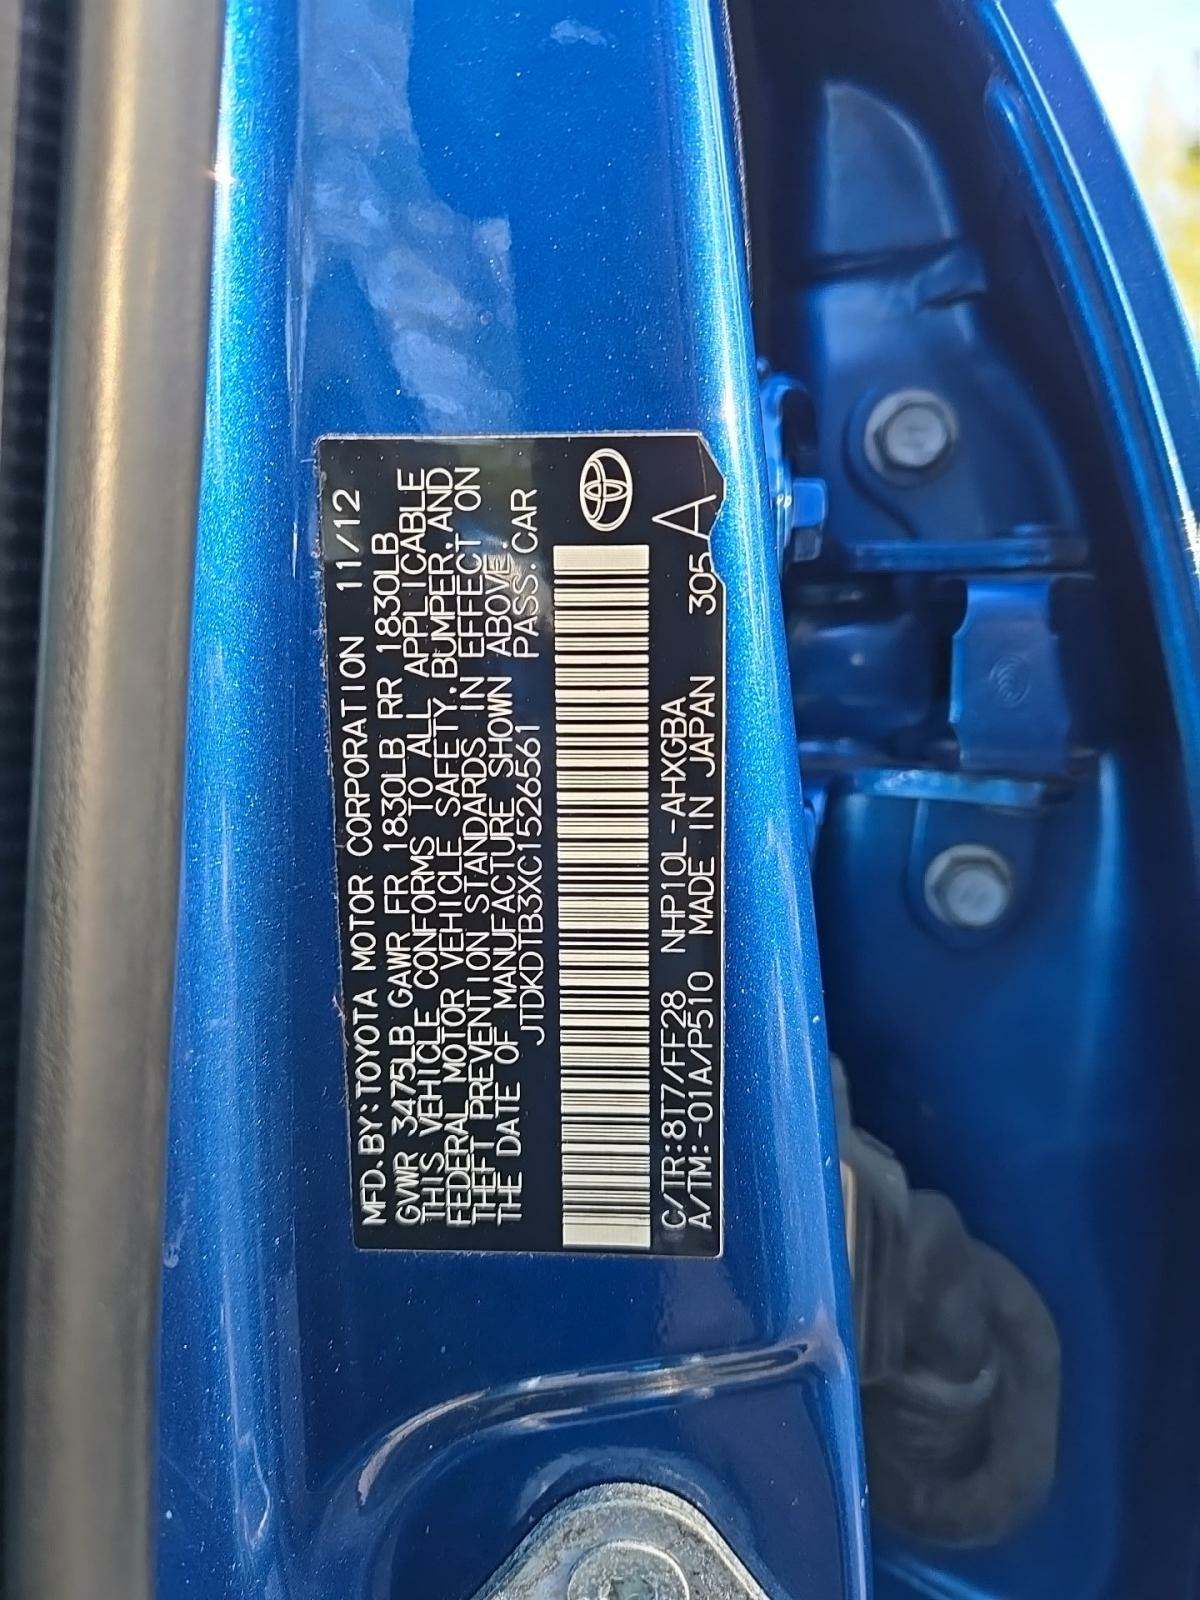 MFD. BY: TOYOTA MOTOR CORPORATION 11/12
GVWR 3475LB GAWR FR 1830LB RR 1830LB
THIS VEHICLE CONFORMS TO ALL APPLICABLE
FEDERAL MOTOR VEHICLE SAFETY, BUMPER, AND
THEFT PREVENTION STANDARDS IN EFFECT ON
THE DATE OF MANUFACTURE SHOWN ABOVE.
JTDKDTB3XC1526561 PASS. CAR
C/TR:8T7/FF28 NHP10L-AHXGBA 305 A
A/TM:-01A/P510 MADE IN JAPAN